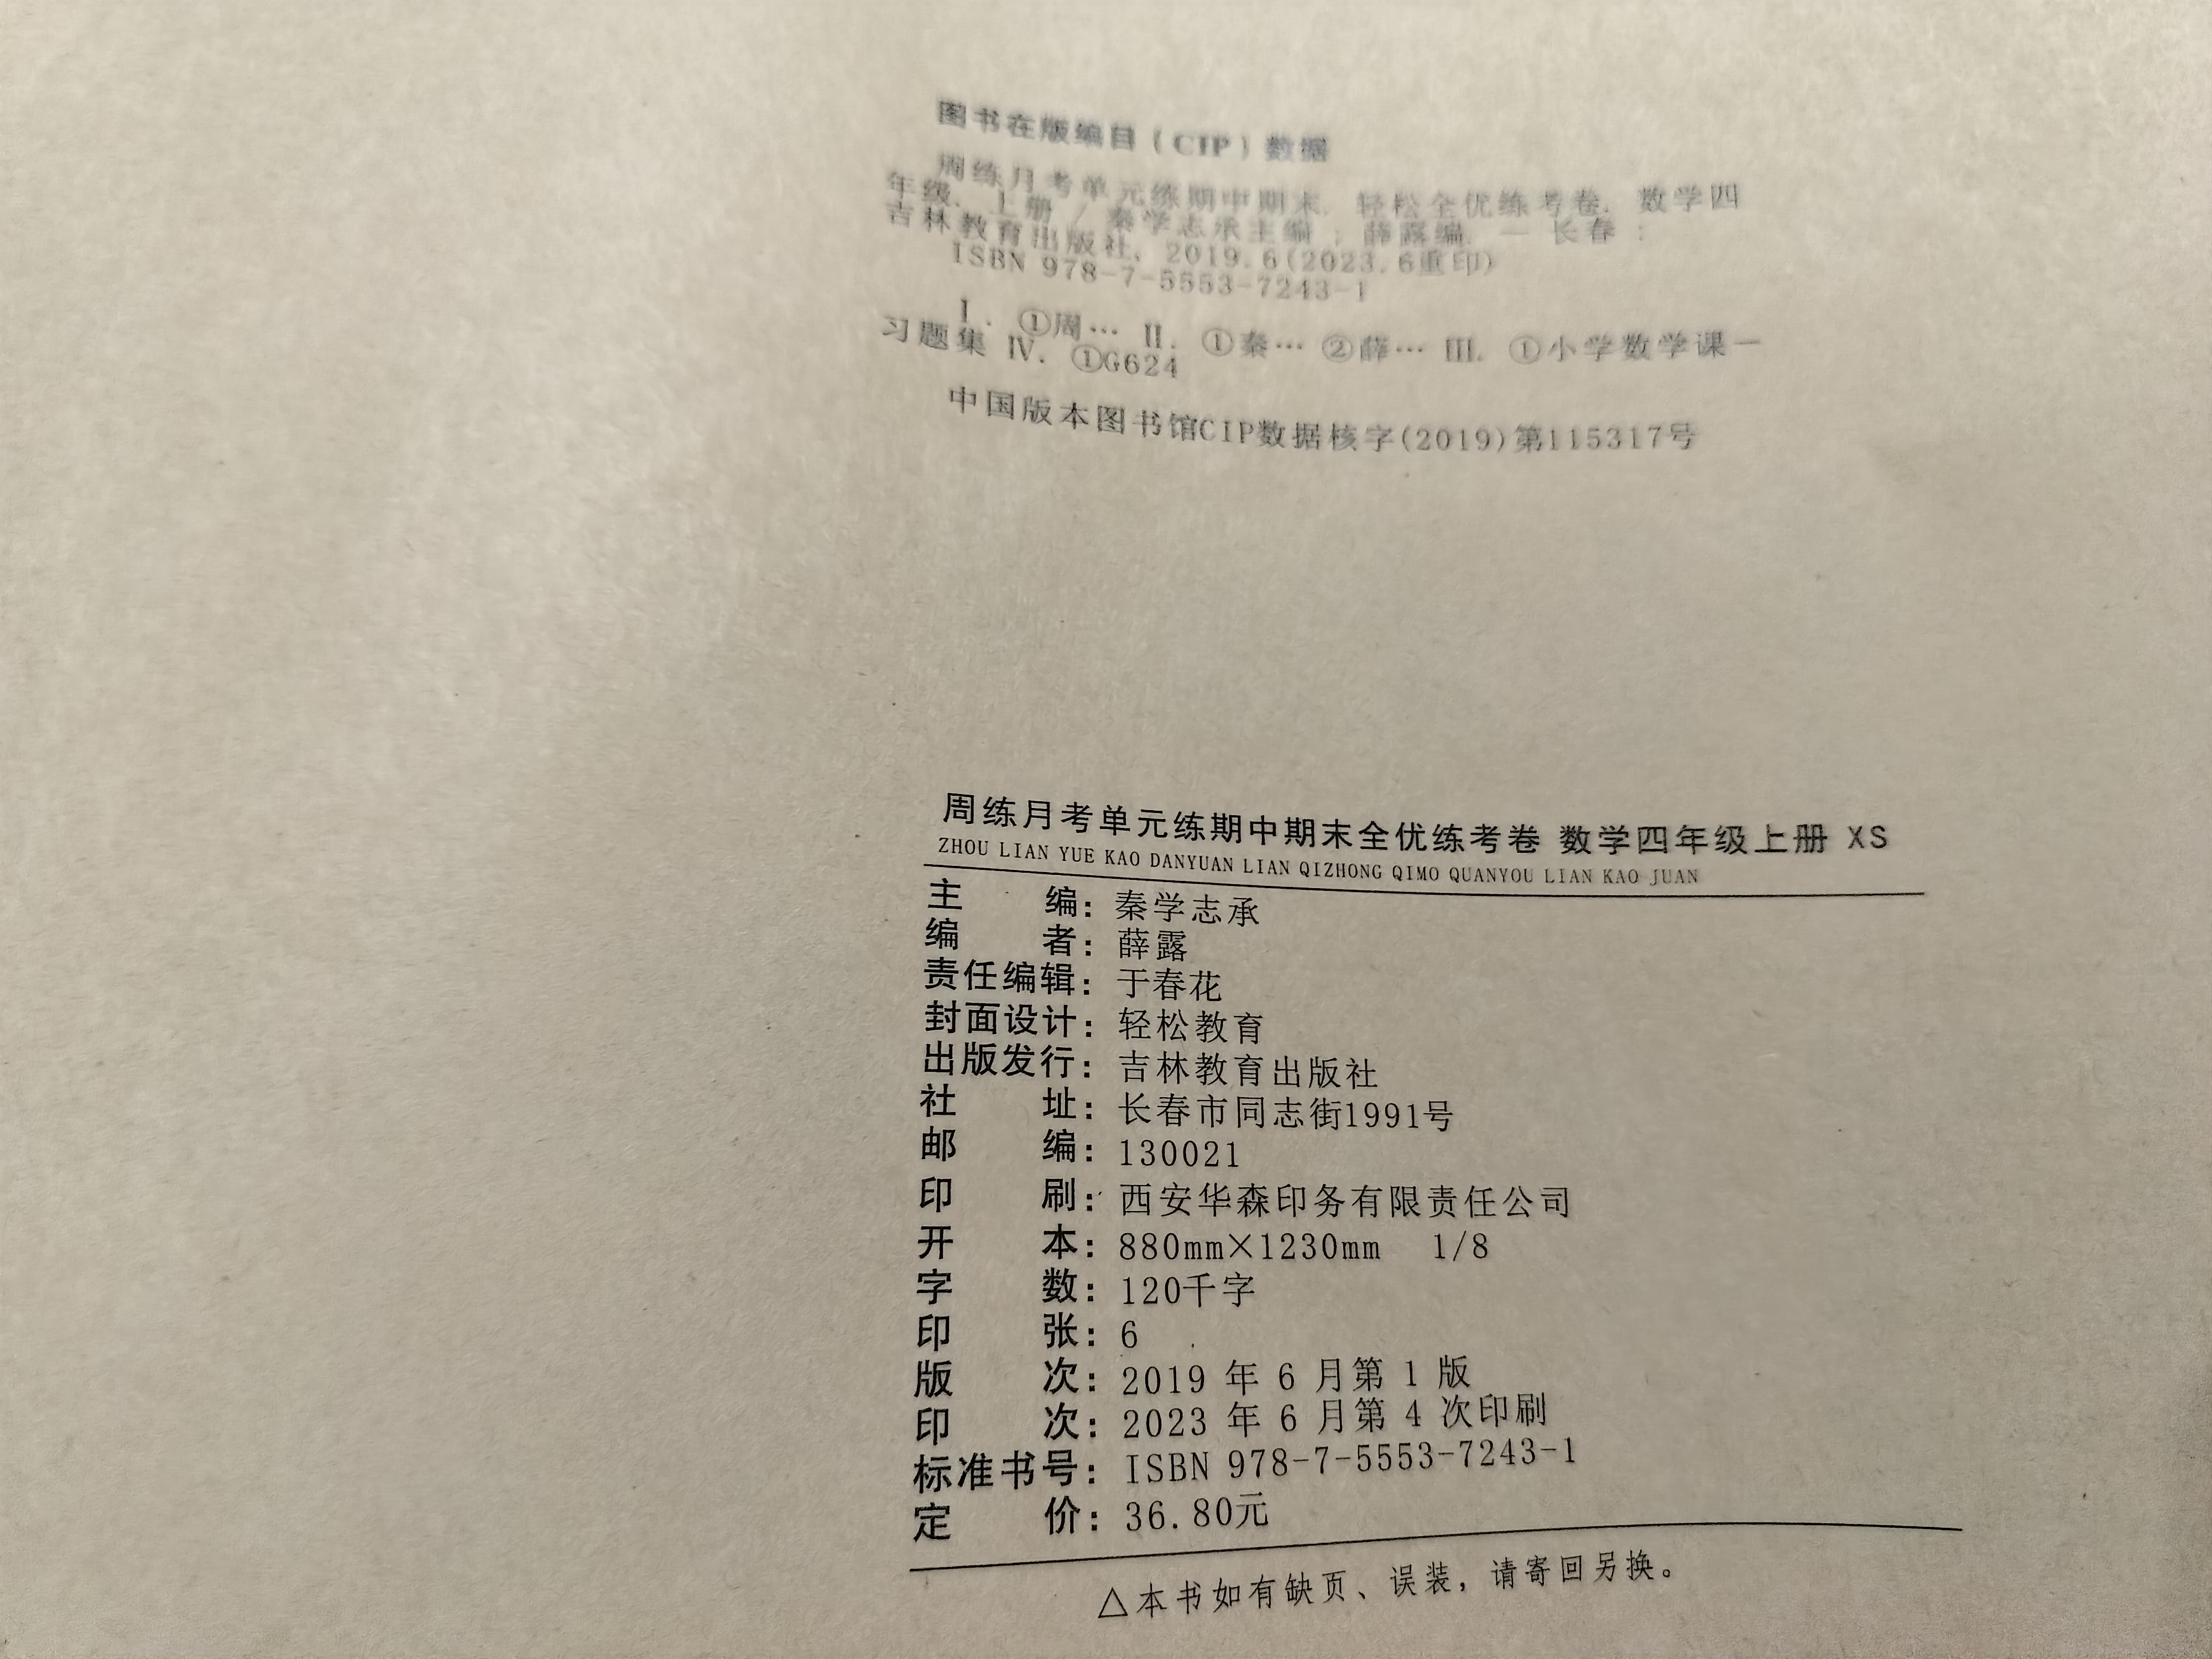 图书在版编目(CIP)数据
周练月考单元练期中期末. 轻松全优练考卷. 数学四
年级. 上册 / 秦学志承主编 ; 薛露编. — 长春 :
吉林教育出版社, 2019.6(2023.6重印)
ISBN 978-7-5553-7243-1
Ⅰ. ①周… Ⅱ. ①秦… ②薛… Ⅲ. ①小学数学课—
习题集 Ⅳ. ①G624
中国版本图书馆CIP数据核字(2019)第115317号
周练月考单元练期中期末全优练考卷 数学四年级上册 XS
ZHOU LIAN YUE KAO DANYUAN LIAN QIZHONG QIMO QUANYOU LIAN KAO JUAN
主 编: 秦学志承
编 者: 薛露
责任编辑: 于春花
封面设计: 轻松教育
出版发行: 吉林教育出版社
社 址: 长春市同志街1991号
邮 编: 130021
印 刷: 西安华森印务有限责任公司
开 本: 880mm×1230mm 1/8
字 数: 120千字
印 张: 6
版 次: 2019 年 6 月第 1 版
印 次: 2023 年 6 月第 4 次印刷
标准书号: ISBN 978-7-5553-7243-1
定 价: 36.80元
△本书如有缺页、误装，请寄回另换。